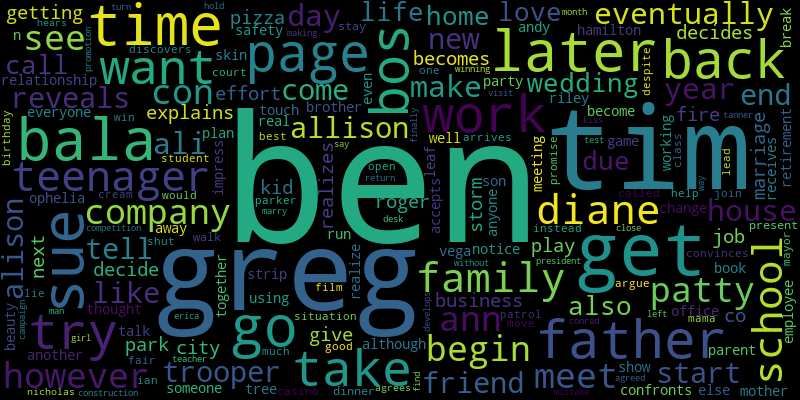 getting
time
turn
hears
hold
n
see
day
life
pizza
safety
page
home
love
andy
new
hamilton
eventually
month
decides
break
call
want
bos
becomes
later
back
despite
promotion
skin
court
reveals
con
effort
come
even
make
wedding
making
one
winning
visit
relationship
discovers
explains
touch
brother
party
riley
become
year
end
everyone
win
real
realizes
work
birthday
bala
ali
plan
impress
best
say
allison
well
arrives
fire
kiss
tanner
student
ben
tim
meeting
promise
test
game
working
class
receives
retirement
marriage
teenager
kid
open
return
leaf
accepts
due
lead
way
ophelia
cream
would
parker
marry
roger
desk
son
anyone
finally
called
help
join
alison
sue
company
competition
greg
storm
diane
change
house
next
tell
away
shut
walk
run
vega
notice
get
instead
close
president
job
present
mayor
beauty
decide
together
strip
realize
go
play
without
argue
convinces
school
like
using
film
family
patty
book
lie
thought
situation
although
business
ann
patrol
move
also
office
employee
campaign
man
try
talk
park
city
give
good
much
take
begin
develops
conrad
father
left
mama
co
girl
another
erica
fair
teacher
trooper
friend
meet
start
show
agreed
parent
however
ian
someone
tree
casino
dinner
agrees
find
mistake
confronts
else
mother
nicholas
construction